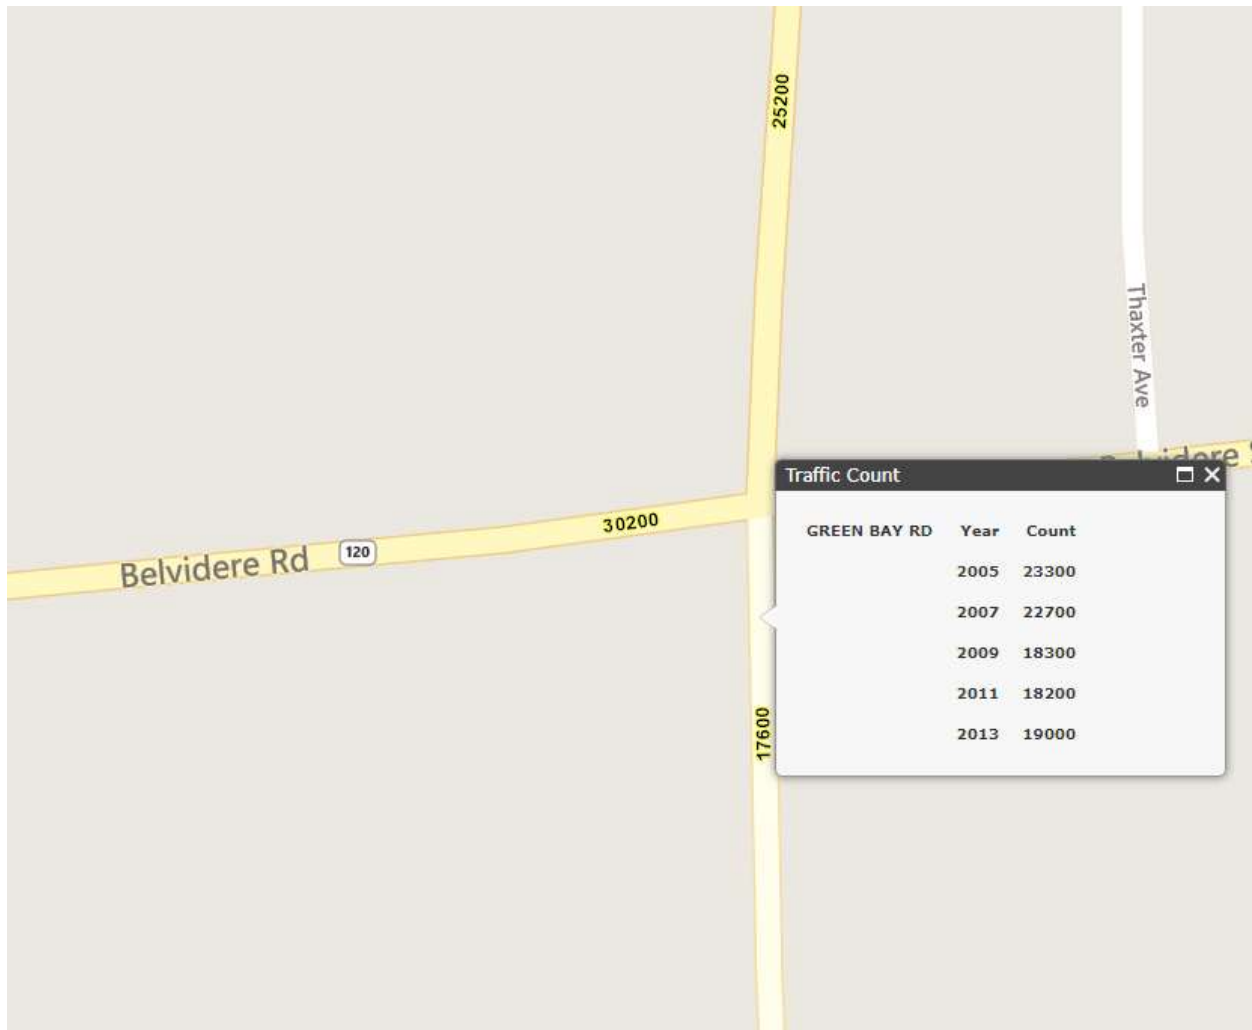 25200
Thaxter Ave
Belvidere S
Traffic Count
30200
Belvidere Rd
120
GREEN BAY RD Year Count
2005 23300
2007 22700
2009 18300
2011 18200
2013 19000
17600